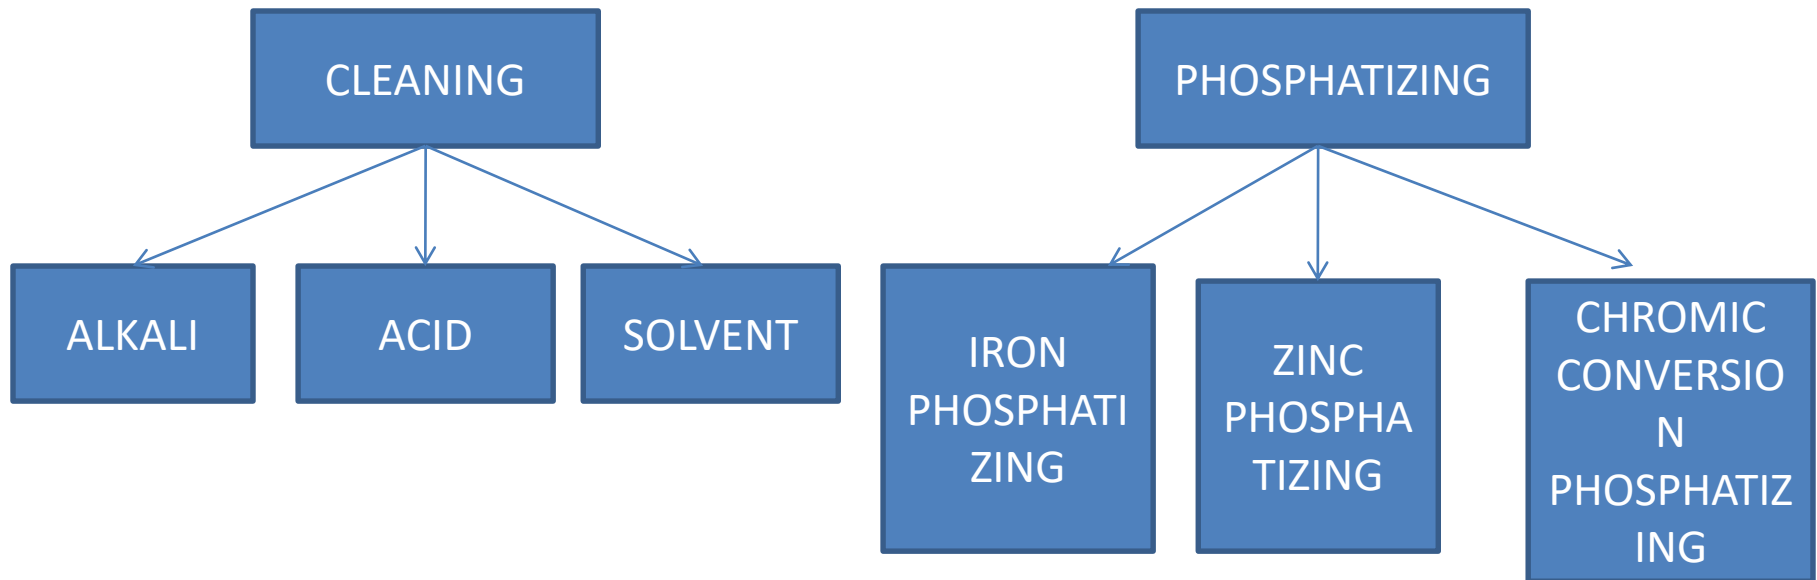 CLEANING
PHOSPHATIZING
ALKALI
ACID
SOLVENT
IRON
PHOSPHATI
ZING
ZINC
PHOSPHA
TIZING
CHROMIC
CONVERSIO
N
PHOSPHATIZ
ING